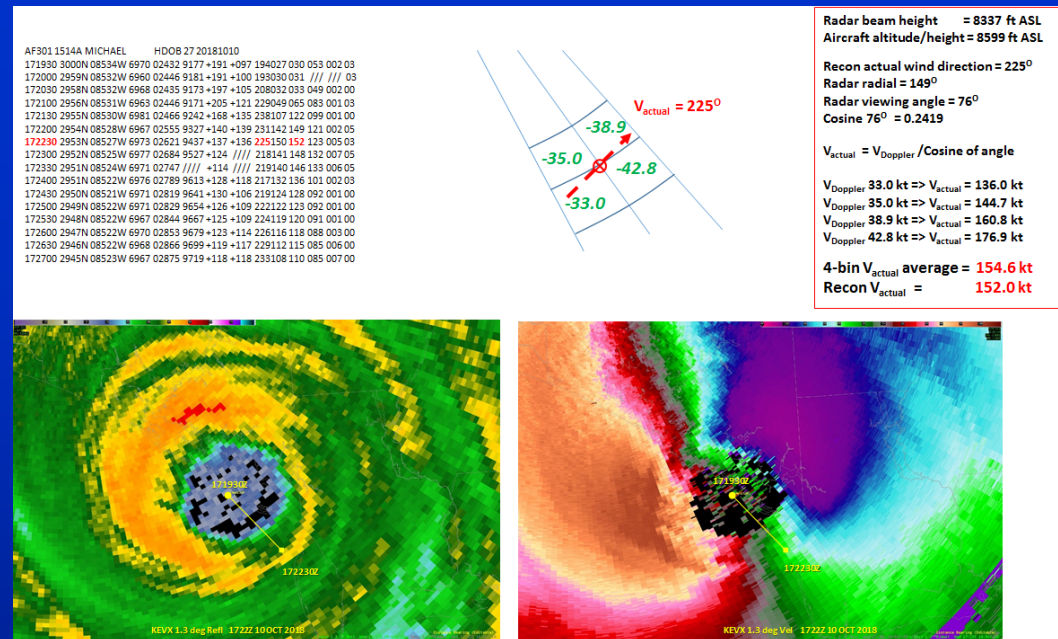 AF301 1514A MICHAEL HDOB 27 20181010
171930 3000N 08534W 6970 02432 9177 +191 +097 194027 030 053 002 03
172000 2959N 08532W 6960 02446 9181 +191 +100 193030 031 /// /// 03
172030 2958N 08532W 6968 02435 9173 +197 +105 208032 033 049 002 00
172100 2956N 08531W 6963 02446 9171 +205 +121 229049 065 083 001 03
172130 2955N 08530W 6981 02466 9242 +168 +135 238107 122 099 001 00
172200 2954N 08528W 6967 02555 9327 +140 +139 231142 149 121 002 05
172230 2953N 08527W 6973 02621 9437 +137 +136 225150 152 123 005 03
172300 2952N 08525W 6977 02684 9527 +124 //// 218141 148 132 007 05
172330 2951N 08524W 6971 02747 //// +114 //// 219140 146 133 006 05
172400 2951N 08522W 6976 02789 9613 +128 +118 217132 136 101 002 03
172430 2950N 08521W 6971 02819 9641 +130 +106 219124 128 092 001 00
172500 2949N 08522W 6971 02829 9654 +126 +109 222122 128 092 001 00
172530 2948N 08522W 6967 02844 9667 +125 +109 224119 120 091 001 00
172600 2947N 08522W 6970 02853 9679 +123 +114 226116 118 088 003 00
172630 2946N 08522W 6968 02866 9699 +119 +117 229112 115 085 006 00
172700 2945N 08523W 6967 02875 9719 +118 +118 233108 110 085 007 00
Vactual = 225⁰
-38.9
-35.0
-42.8
-33.0
Radar beam height = 8337 ft ASL
Aircraft altitude/height = 8599 ft ASL
Recon actual wind direction = 225⁰
Radar radial = 149⁰
Radar viewing angle = 76⁰
Cosine 76⁰ = 0.2419
Vactual = VDoppler /Cosine of angle
VDoppler 33.0 kt => Vactual = 136.0 kt
VDoppler 35.0 kt => Vactual = 144.7 kt
VDoppler 38.9 kt => Vactual = 160.8 kt
VDoppler 42.8 kt => Vactual = 176.9 kt
4-bin Vactual average = 154.6 kt
Recon Vactual = 152.0 kt
171930Z
172230Z
KEVX 1.3 deg Refl 1722Z 10 OCT 2018
171930Z
172230Z
KEVX 1.3 deg Vel 1722Z 10 OCT 2018